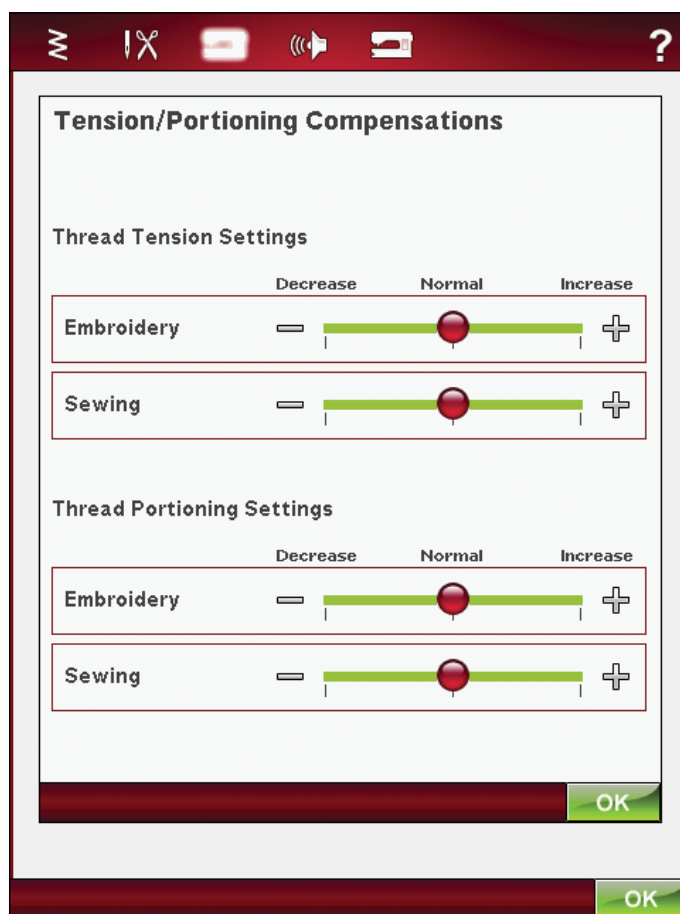 ?
Tension/Portioning Compensations
Thread Tension Settings
Decrease Normal Increase
Embroidery
Sewing
Thread Portioning Settings
Decrease Normal Increase
Embroidery
Sewing
OK
OK